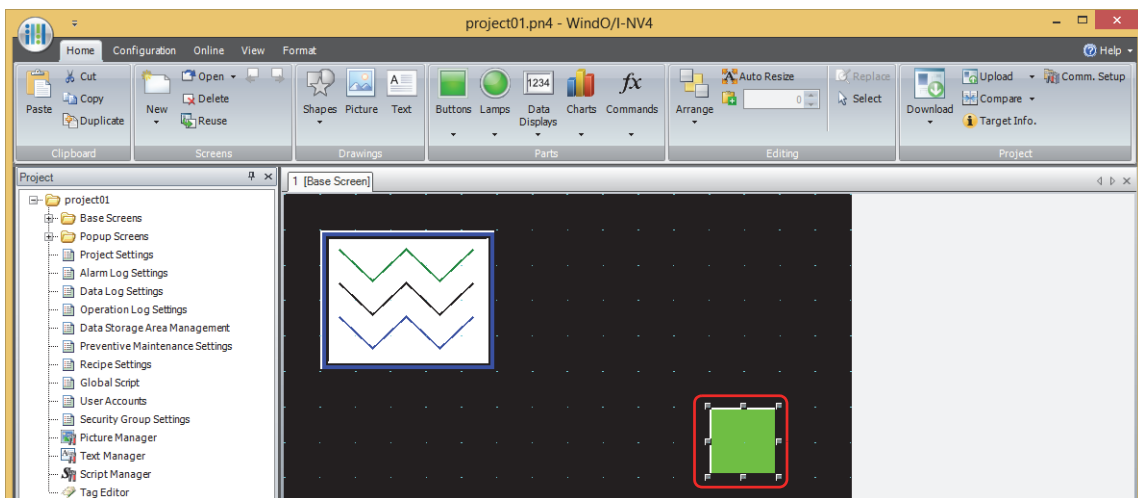 project01.pn4 - WindO/I-NV4
Home Configuration Online View Format Help
Paste
Cut
Copy
Duplicate
Clipboard
New
Open
Delete
Reuse
Screens
Shapes Picture Text
Drawings
Buttons Lamps Data Displays Charts Commands
1234
fx
Parts
Arrange
Auto Resize
0
Replace
Select
Editing
Download
Upload
Compare
Target Info.
Comm. Setup
Project
Project
1 [Base Screen]
project01
Base Screens
Popup Screens
Project Settings
Alarm Log Settings
Data Log Settings
Operation Log Settings
Data Storage Area Management
Preventive Maintenance Settings
Recipe Settings
Global Script
User Accounts
Security Group Settings
Picture Manager
Text Manager
Script Manager
Tag Editor